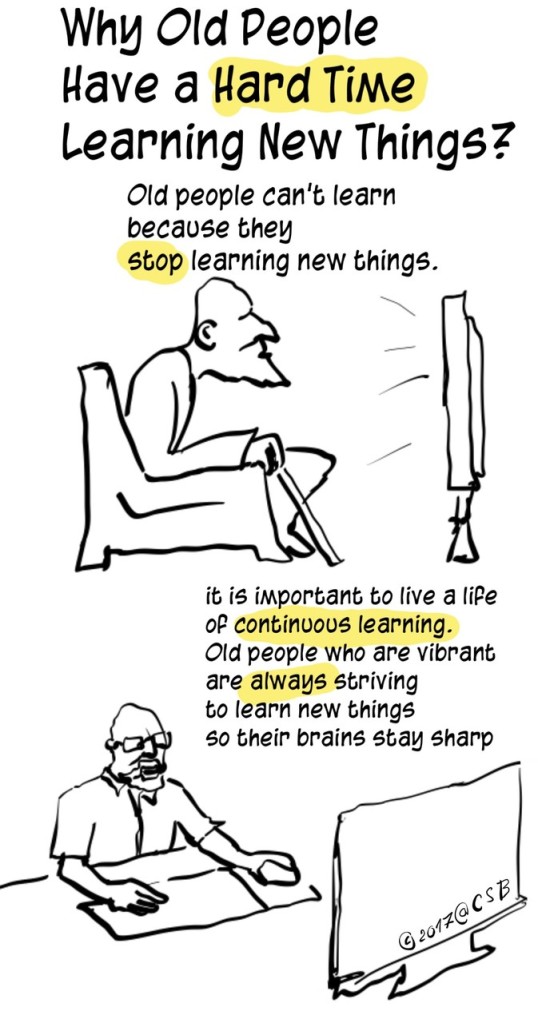 Why Old People
Have a Hard Time
Learning New Things?
Old people can't learn
because they
stop learning new things.
it is important to live a life
of continuous learning.
Old people who are vibrant
are always striving
to learn new things
so their brains stay sharp
©2017@CSB